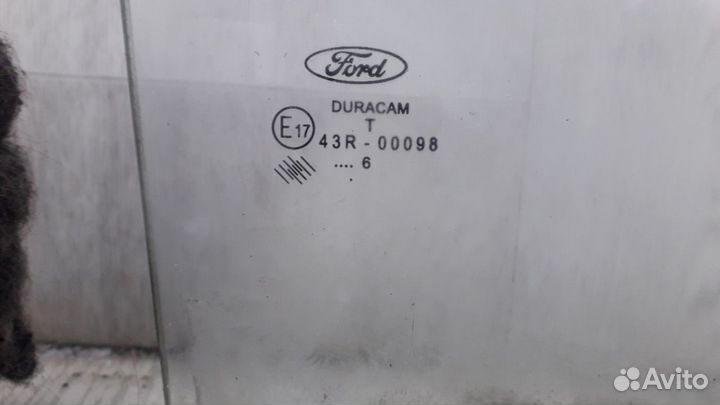 Ford
DURACAM
T
E17
43R - 00098
.... 6
.
Avito